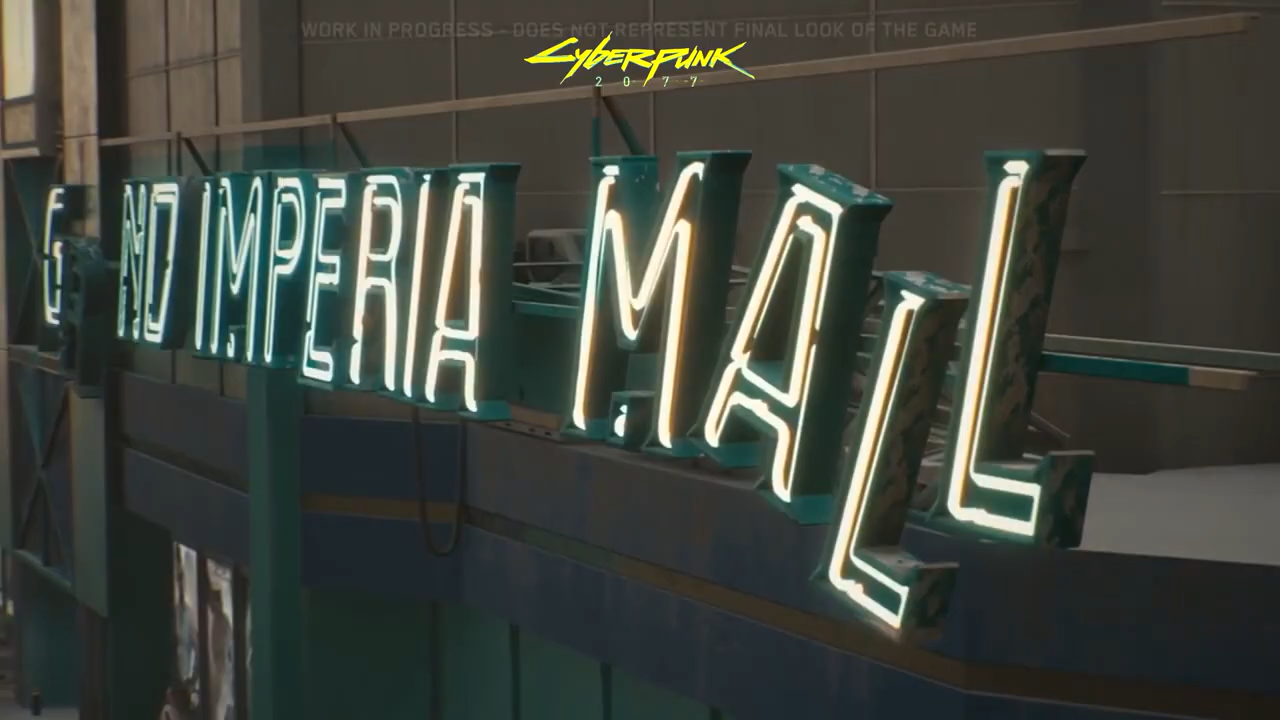 WORK IN PROGRESS - DOES NOT REPRESENT FINAL LOOK OF THE GAME
Cyberpunk
2077
G ND IMPERIA MALL